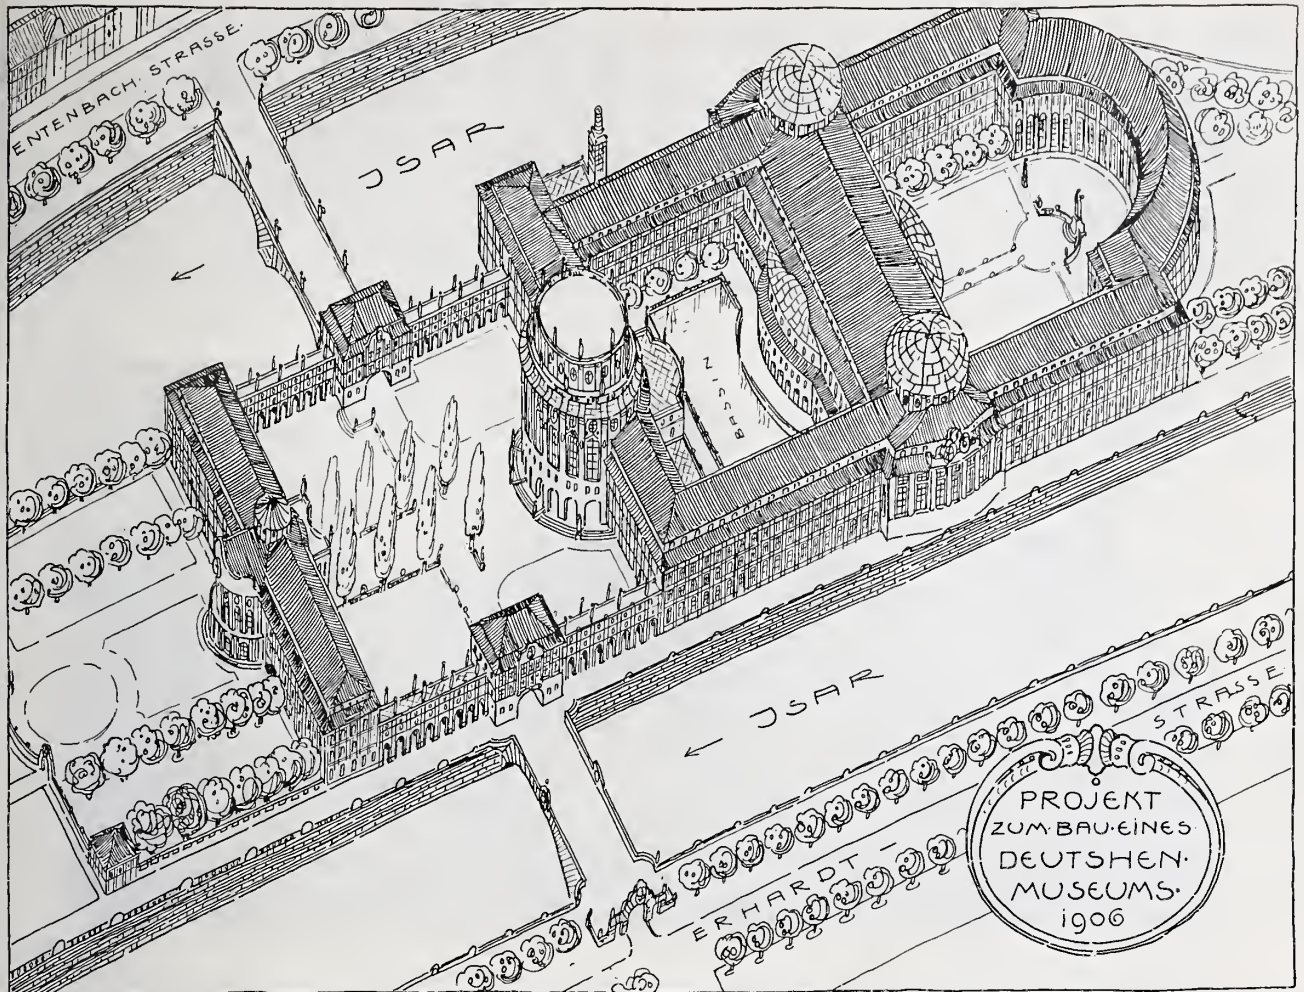 ENTENBACH. STRASSE.
JSAR
BASSIN
JSAR
STRASSE
ERHARDT -
PROJEKT
ZUM·BAU·EINES·
DEUTSHEN·
MUSEUMS·
1906